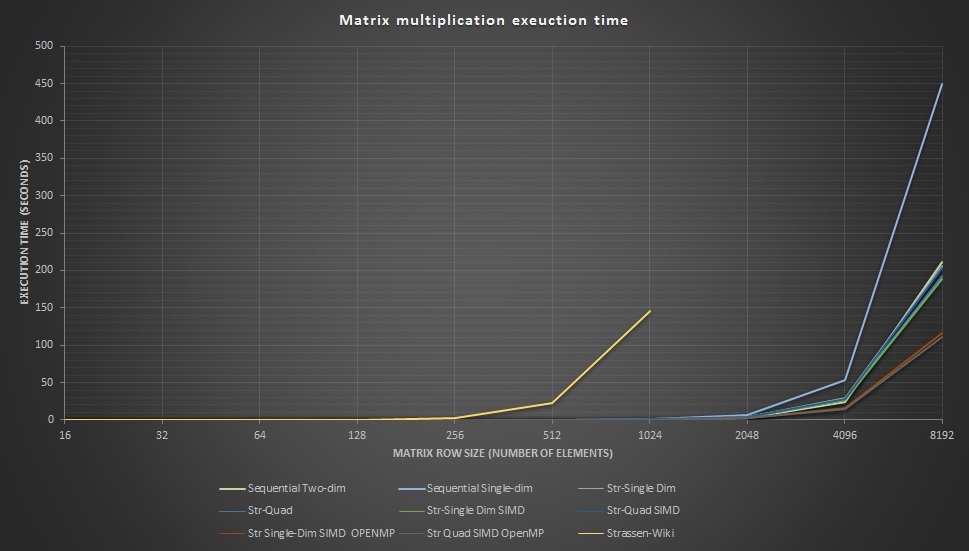 Matrix multiplication exeuction time
500
450
400
350
300
250
200
150
100
50
0
EXECUTION TIME (SECONDS)
16 32 64 128 256 512 1024 2048 4096 8192
MATRIX ROW SIZE (NUMBER OF ELEMENTS)
Sequential Two-dim Sequential Single-dim Str-Single Dim
Str-Quad Str-Single Dim SIMD Str-Quad SIMD
Str Single-Dim SIMD OPENMP Str Quad SIMD OpenMP Strassen-Wiki